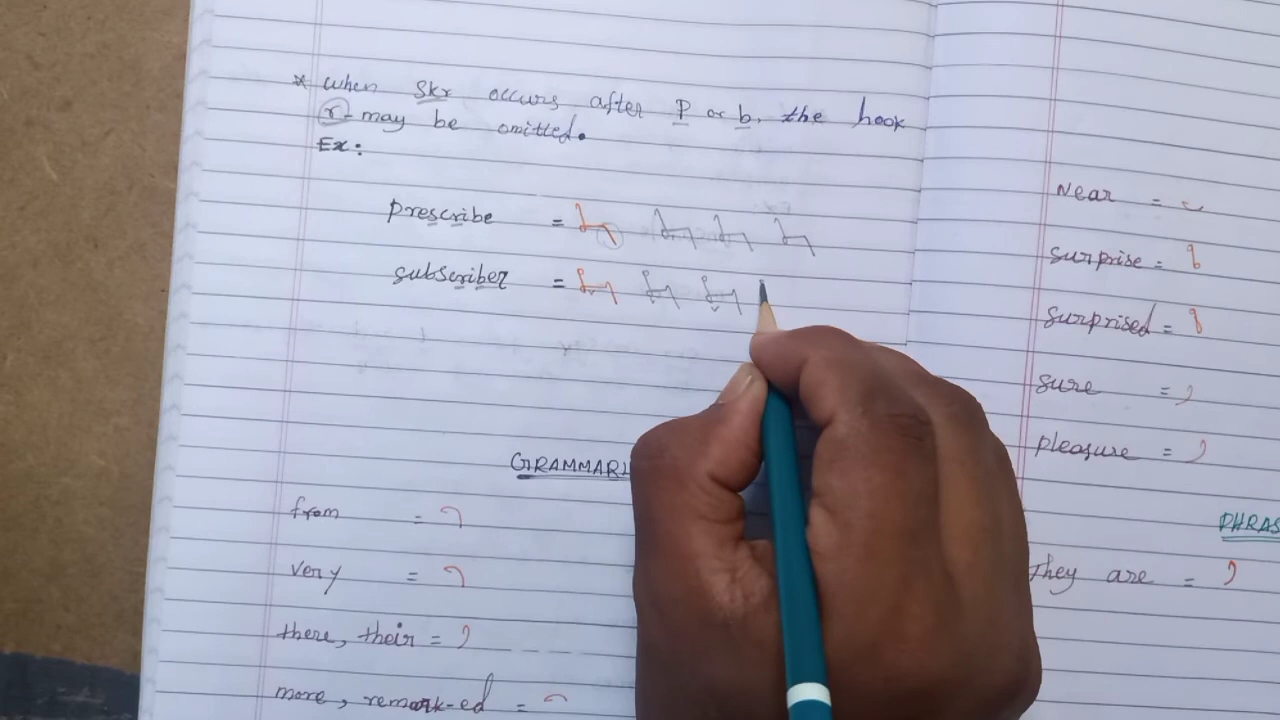 * When Skr occurs after P or b, the hook
r-may be omitted.
Ex:
prescribe =
subscriber =
GRAMMAR
from =
very =
there, their =
more, remark-ed =
Near =
surprise =
surprised =
sure =
pleasure =
PHRAS
They are =